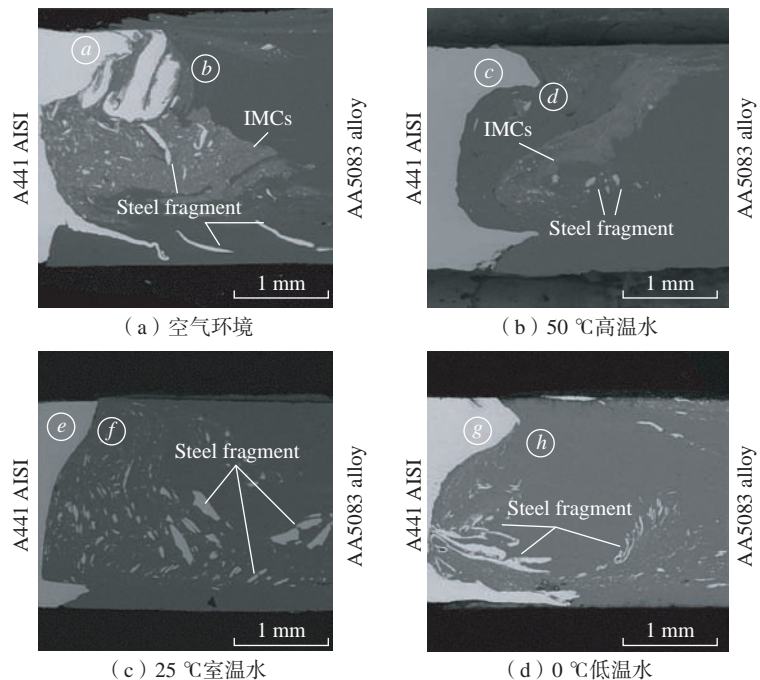 A441 AISI
a
b
IMCs
Steel fragment
1 mm
AA5083 alloy
(a)空气环境
A441 AISI
c
d
IMCs
Steel fragment
1 mm
AA5083 alloy
(b)50 ℃高温水
A441 AISI
e
f
Steel fragment
1 mm
AA5083 alloy
(c)25 ℃室温水
A441 AISI
g
h
Steel fragment
1 mm
AA5083 alloy
(d)0 ℃低温水